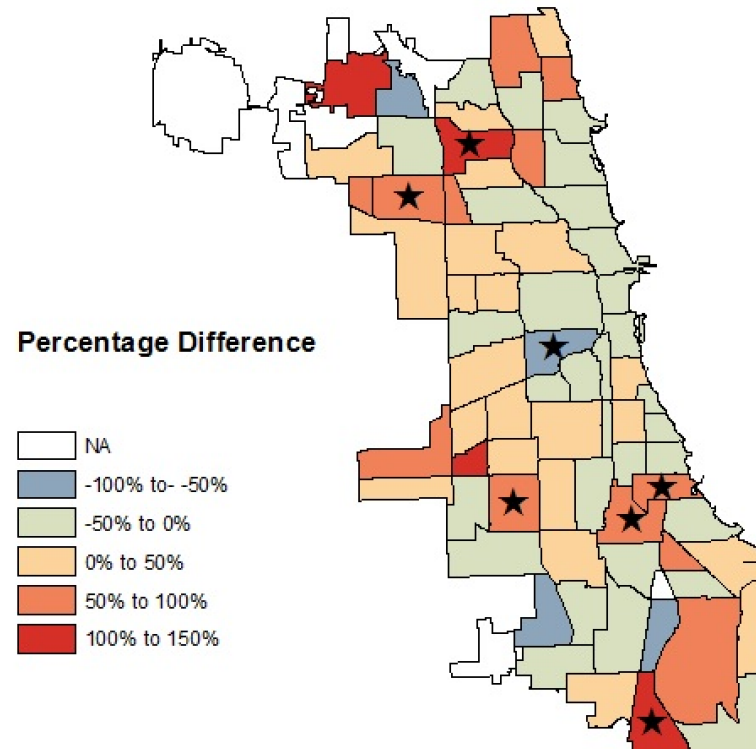 Percentage Difference
NA
-100% to- -50%
-50% to 0%
0% to 50%
50% to 100%
100% to 150%